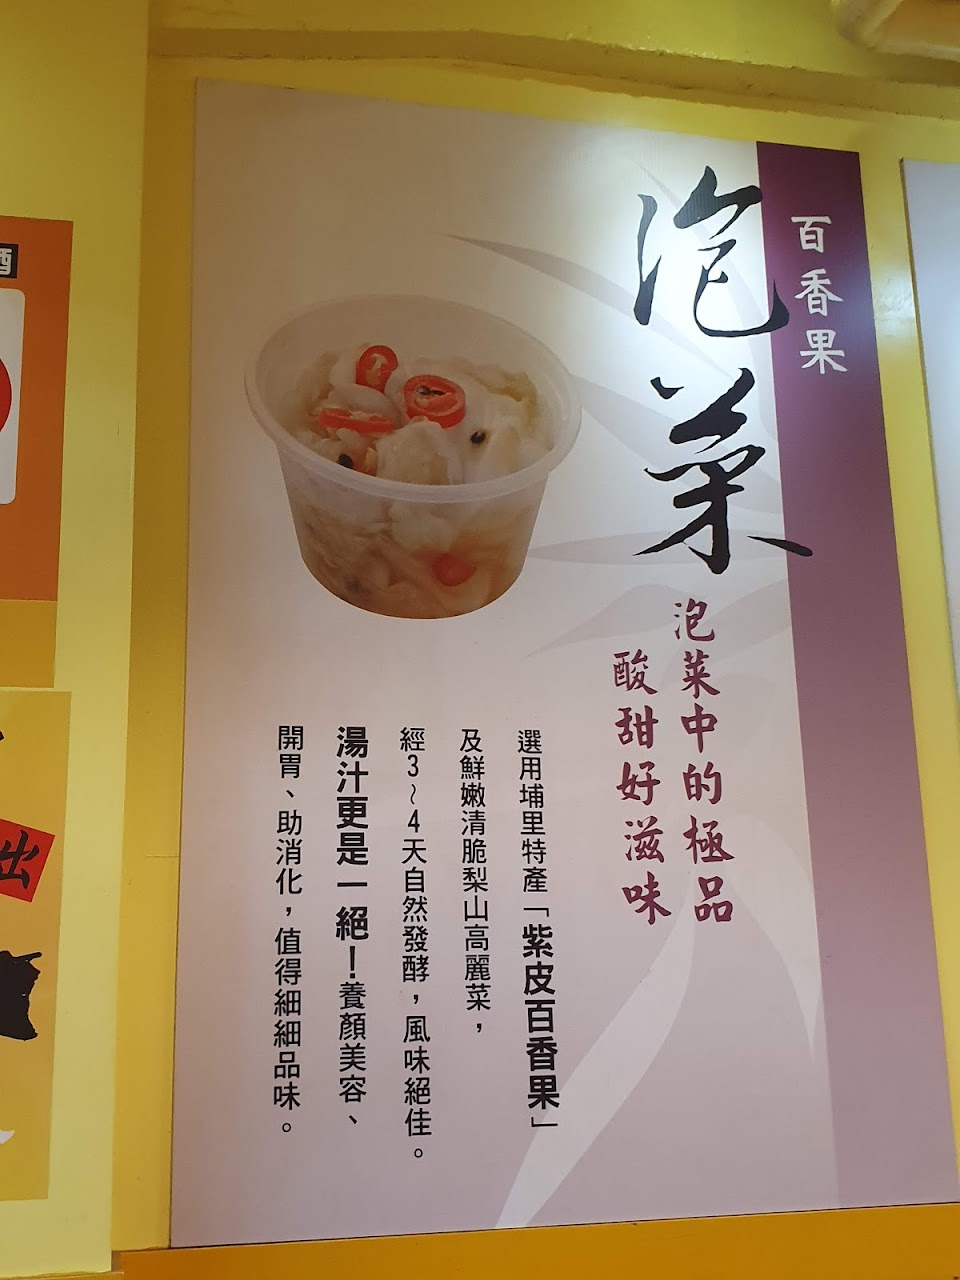 百香果
泡菜
泡菜中的極品
酸甜好滋味
選用埔里特產「紫皮百香果」
及鮮嫩清脆梨山高麗菜，
經3～4天自然發酵，風味絕佳。
湯汁更是一絕！養顏美容、
開胃、助消化，值得細細品味。
酒
出